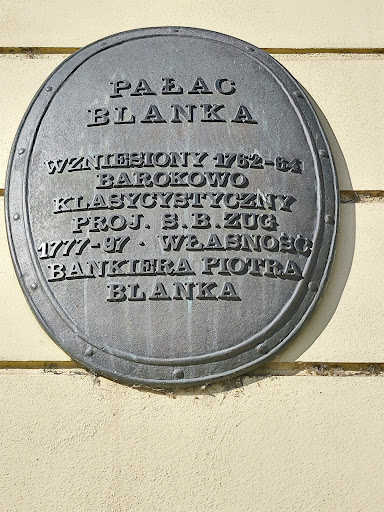 PAŁAC
BLANKA
WZNIESIONY 1762-64
BAROKOWO
KLASYCYSTYCZNY
PROJ. S.B. ZUG
1777-97 · WŁASNOŚĆ
BANKIERA PIOTRA
BLANKA